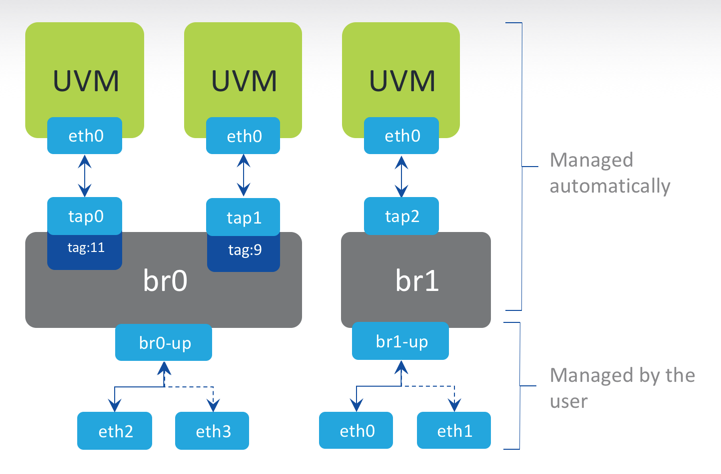 UVM
UVM
UVM
eth0
eth0
eth0
Managed
automatically
tap0
tap1
tap2
tag:11
tag:9
br0
br1
br0-up
br1-up
Managed by the
user
eth2
eth3
eth0
eth1